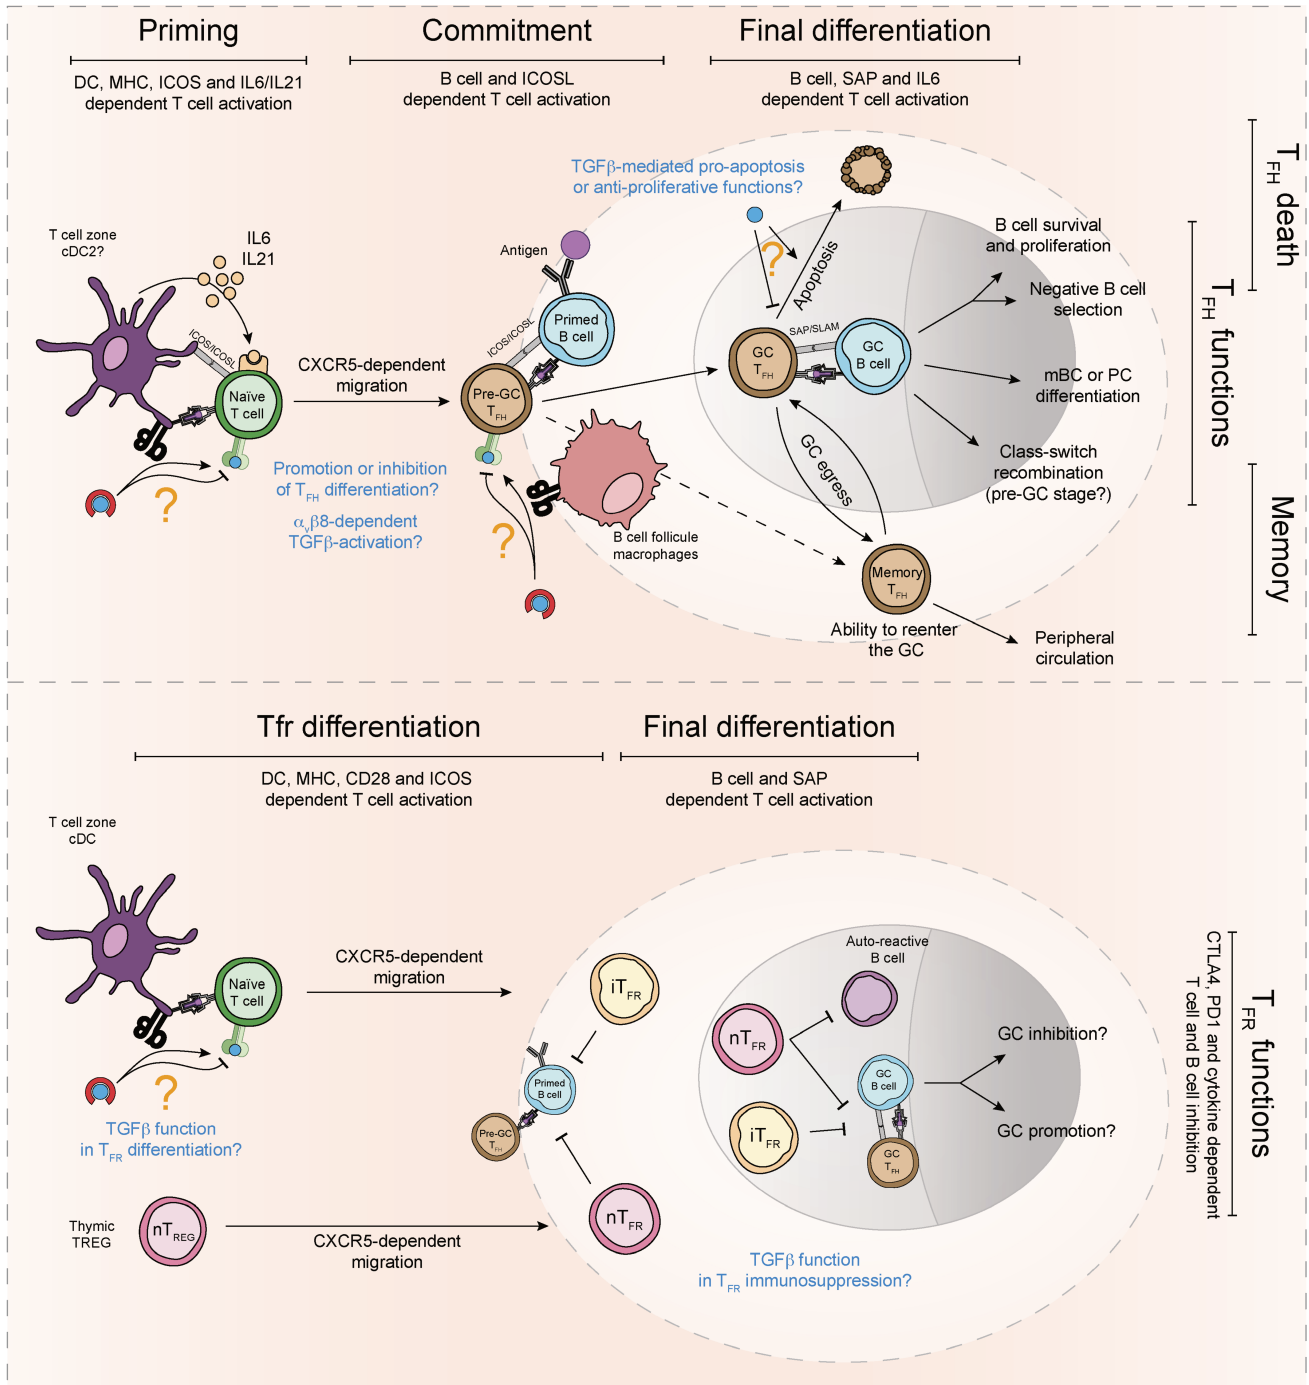 Priming
DC, MHC, ICOS and IL6/IL21
dependent T cell activation
Commitment
B cell and ICOSL
dependent T cell activation
Final differentiation
B cell, SAP and IL6
dependent T cell activation
T cell zone
cDC2?
IL6
IL21
ICOS/ICOSL
Naïve
T cell
?
CXCR5-dependent
migration
Promotion or inhibition
of TFH differentiation?
αvβ8-dependent
TGFβ-activation?
Antigen
Primed
B cell
ICOS/ICOSL
Pre-GC
TFH
?
B cell follicule
macrophages
TGFβ-mediated pro-apoptosis
or anti-proliferative functions?
?
Apoptosis
GC
TFH
SAP/SLAM
GC
B cell
GC egress
Memory
TFH
Ability to reenter
the GC
Peripheral
circulation
B cell survival
and proliferation
Negative B cell
selection
mBC or PC
differentiation
Class-switch
recombination
(pre-GC stage?)
TFH death
TFH functions
Memory
Tfr differentiation
DC, MHC, CD28 and ICOS
dependent T cell activation
Final differentiation
B cell and SAP
dependent T cell activation
T cell zone
cDC
Naïve
T cell
?
TGFβ function
in TFR differentiation?
CXCR5-dependent
migration
Thymic
TREG
nTREG
CXCR5-dependent
migration
iTFR
Primed
B cell
Pre-GC
TFH
nTFR
Auto-reactive
B cell
nTFR
iTFR
GC
B cell
GC
TFH
GC inhibition?
GC promotion?
TGFβ function
in TFR immunosuppression?
TFR functions
CTLA4, PD1 and cytokine dependent
T cell and B cell inhibition